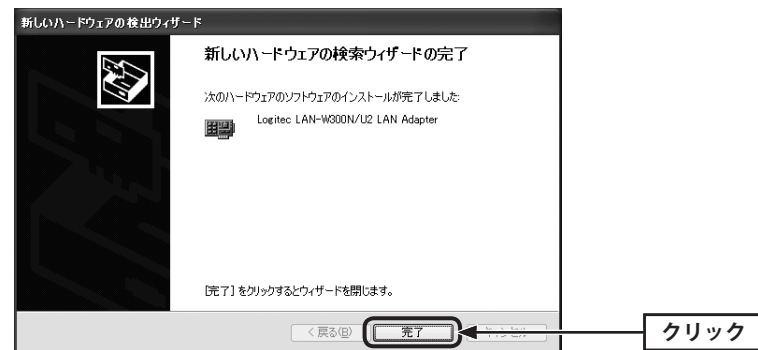 新しいハードウェアの検出ウィザード
新しいハードウェアの検索ウィザードの完了
次のハードウェアのソフトウェアのインストールが完了しました:
Logitec LAN-W300N/U2 LAN Adapter
[完了] をクリックするとウィザードを閉じます。
< 戻る(B)
完了
キャンセル
クリック